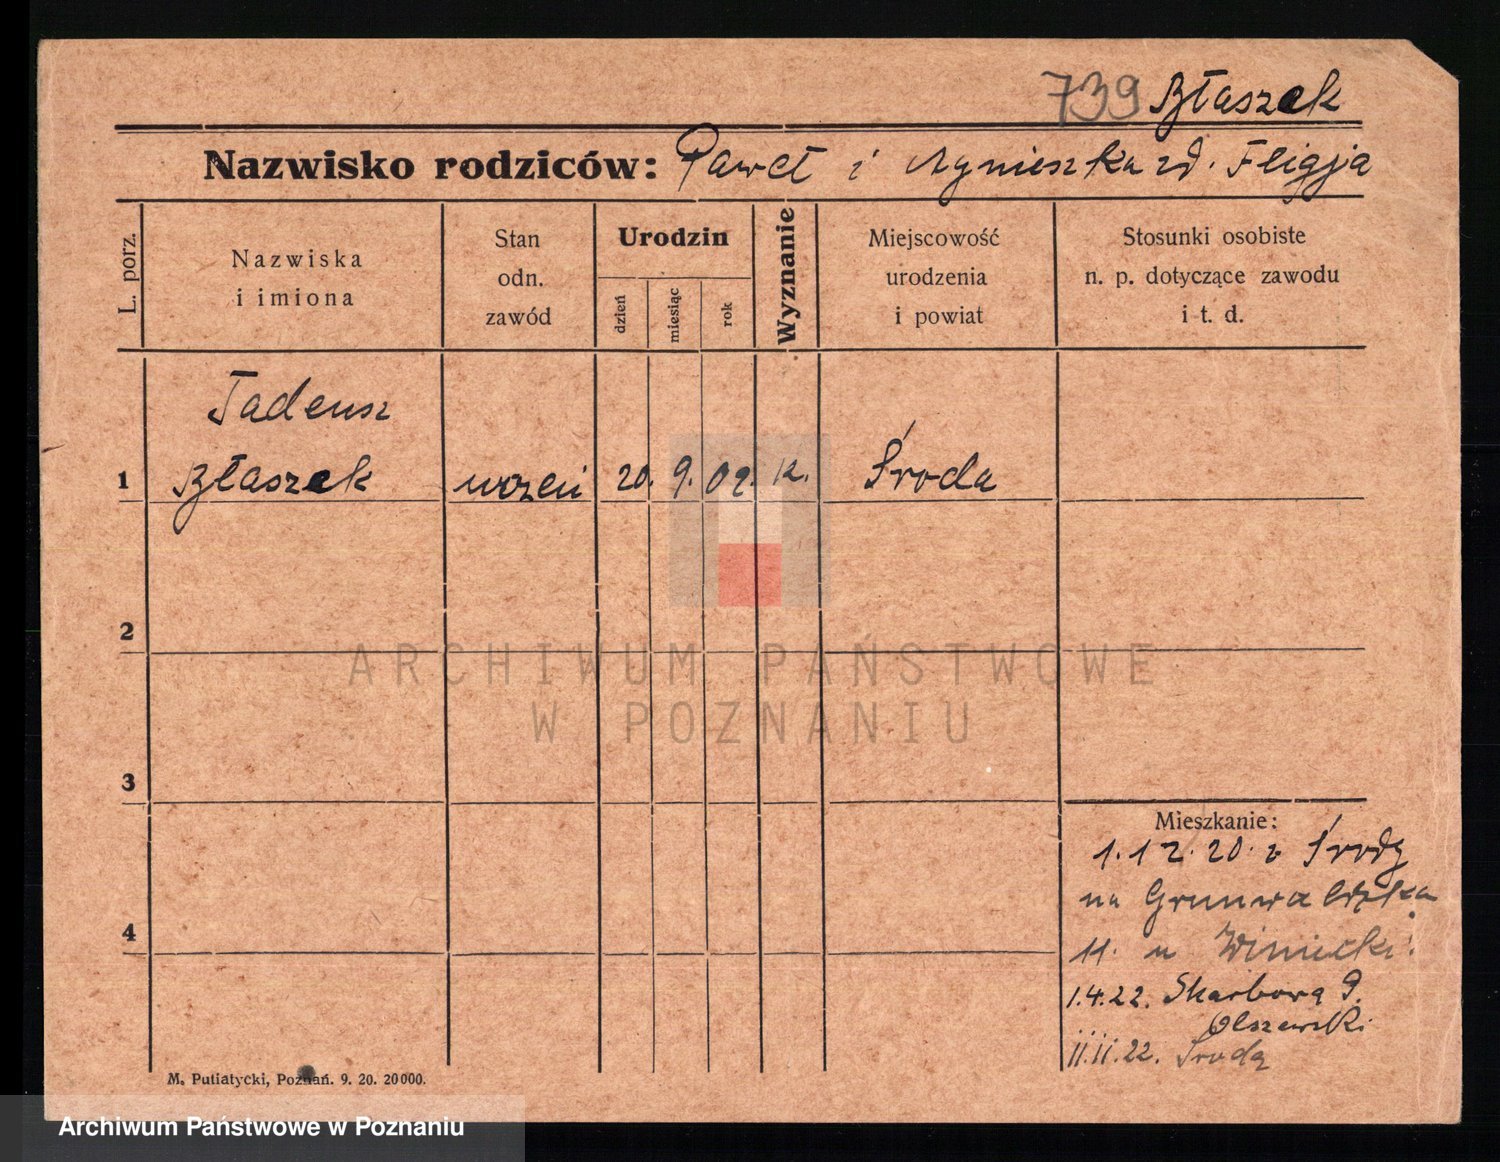 739 Błaszek
Nazwisko rodziców: Paweł i Agnieszka zd. Fligja
L. porz.
Nazwiska
i imiona
Stan
odn.
zawód
Urodzin
dzień
miesiąc
rok
Wyznanie
Miejscowość
urodzenia
i powiat
Stosunki osobiste
n. p. dotyczące zawodu
i t. d.
Tadeusz
1 Błaszek uczeń 20. 9. 02. K. Środa
2
3
4
Mieszkanie:
1.12.20. z Środy
na Grunwaldzka
11. u Winiecki.
1.4.22. Skarbowa 9.
Olszewski
11.11.22. Środa
M. Putiatycki, Poznań. 9. 20. 20000.
ARCHIWUM PAŃSTWOWE
W POZNANIU
Archiwum Państwowe w Poznaniu